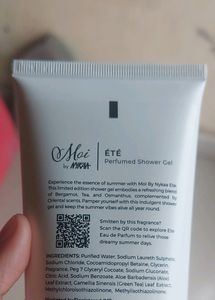 Moi
by NYKAA
ÉTÉ
Perfumed Shower Gel
Experience the essence of summer with Moi By Nykaa Ete.
This limited edition shower gel embodies a refreshing blend
of Bergamot, Tea, and Osmanthus, complemented by
Oriental scents. Pamper yourself with this indulgent shower
gel and keep the summer vibes alive all year round.
Smitten by this fragrance?
Scan the QR code to explore Ete
Eau de Parfum to relive those
dreamy summer days.
INGREDIENTS: Purified Water, Sodium Laureth Sulphate,
Sodium Chloride, Cocoamidopropyl Betaine, Glycerin,
Fragrance, Peg 7 Glyceryl Cocoate, Sodium Gluconate,
Citric Acid, Sodium Benzoate, Aloe Barbadensis (Aloe)
Leaf Extract, Camellia Sinensis (Green Tea) Leaf Extract,
Methylchloroisothiazolinone, Methylisothiazolinone.